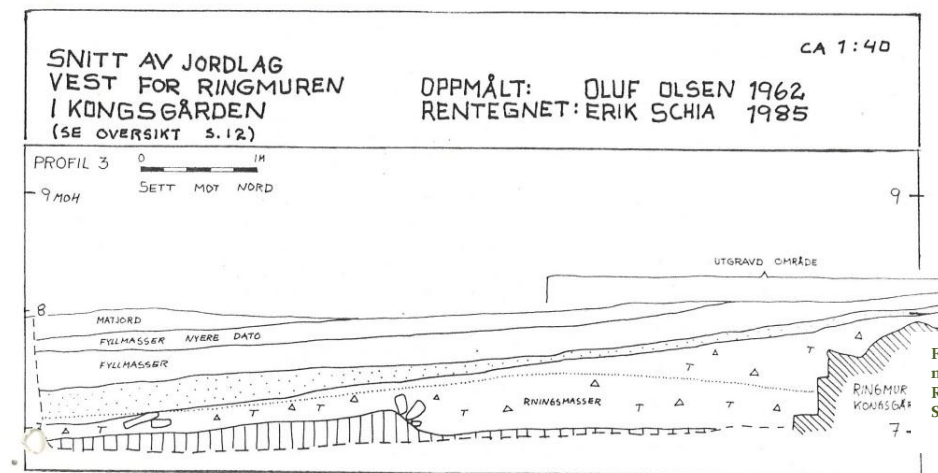 SNITT AV JORDLAG
VEST FOR RINGMUREN
I KONGSGÅRDEN
(SE OVERSIKT S.12)
CA 1:40
OPPMÅLT: OLUF OLSEN 1962
RENTEGNET: ERIK SCHIA 1985
PROFIL 3
0 1M
SETT MOT NORD
9 MOH
9
UTGRAVD OMRÅDE
8
MATJORD
FYLLMASSER NYERE DATO
FYLLMASSER
RIVNINGSMASSER
RINGMUR
KONGSGÅ
7
7
F
n
R
S